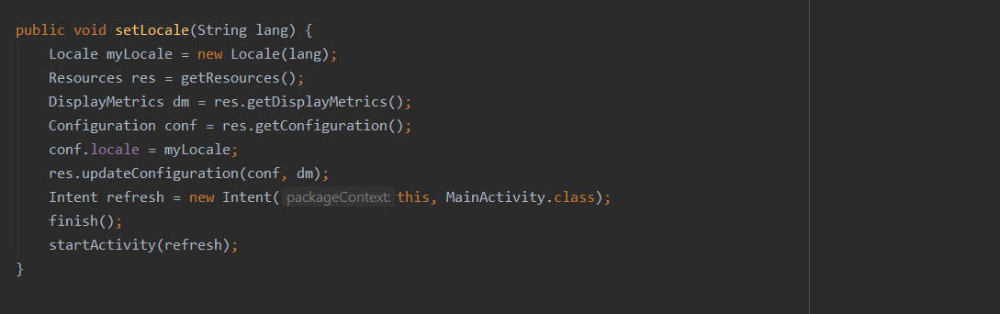 public void setLocale(String lang) {
Locale myLocale = new Locale(lang);
Resources res = getResources();
DisplayMetrics dm = res.getDisplayMetrics();
Configuration conf = res.getConfiguration();
conf.locale = myLocale;
res.updateConfiguration(conf, dm);
Intent refresh = new Intent( packageContext: this, MainActivity.class);
finish();
startActivity(refresh);
}